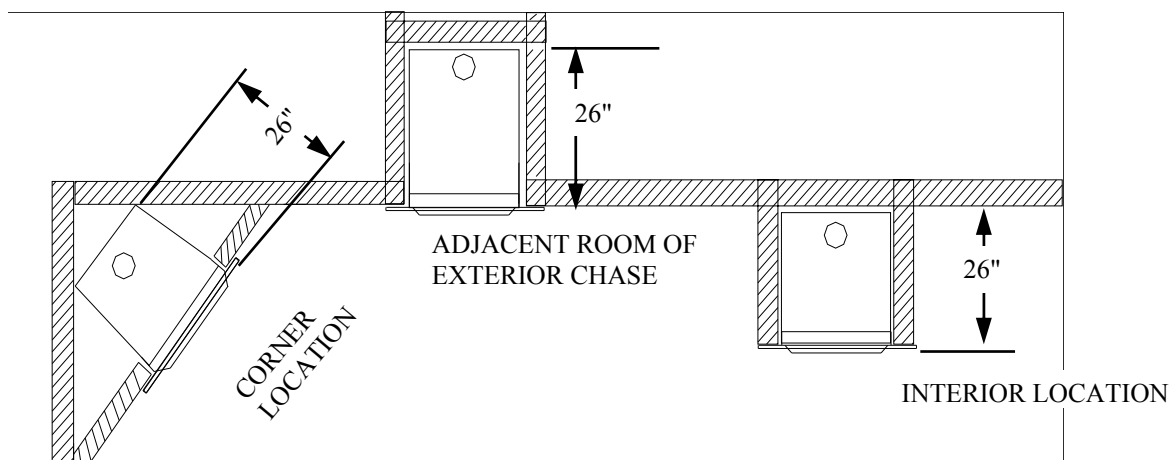 26"
26"
ADJACENT ROOM OF
EXTERIOR CHASE
26"
CORNER
LOCATION
INTERIOR LOCATION